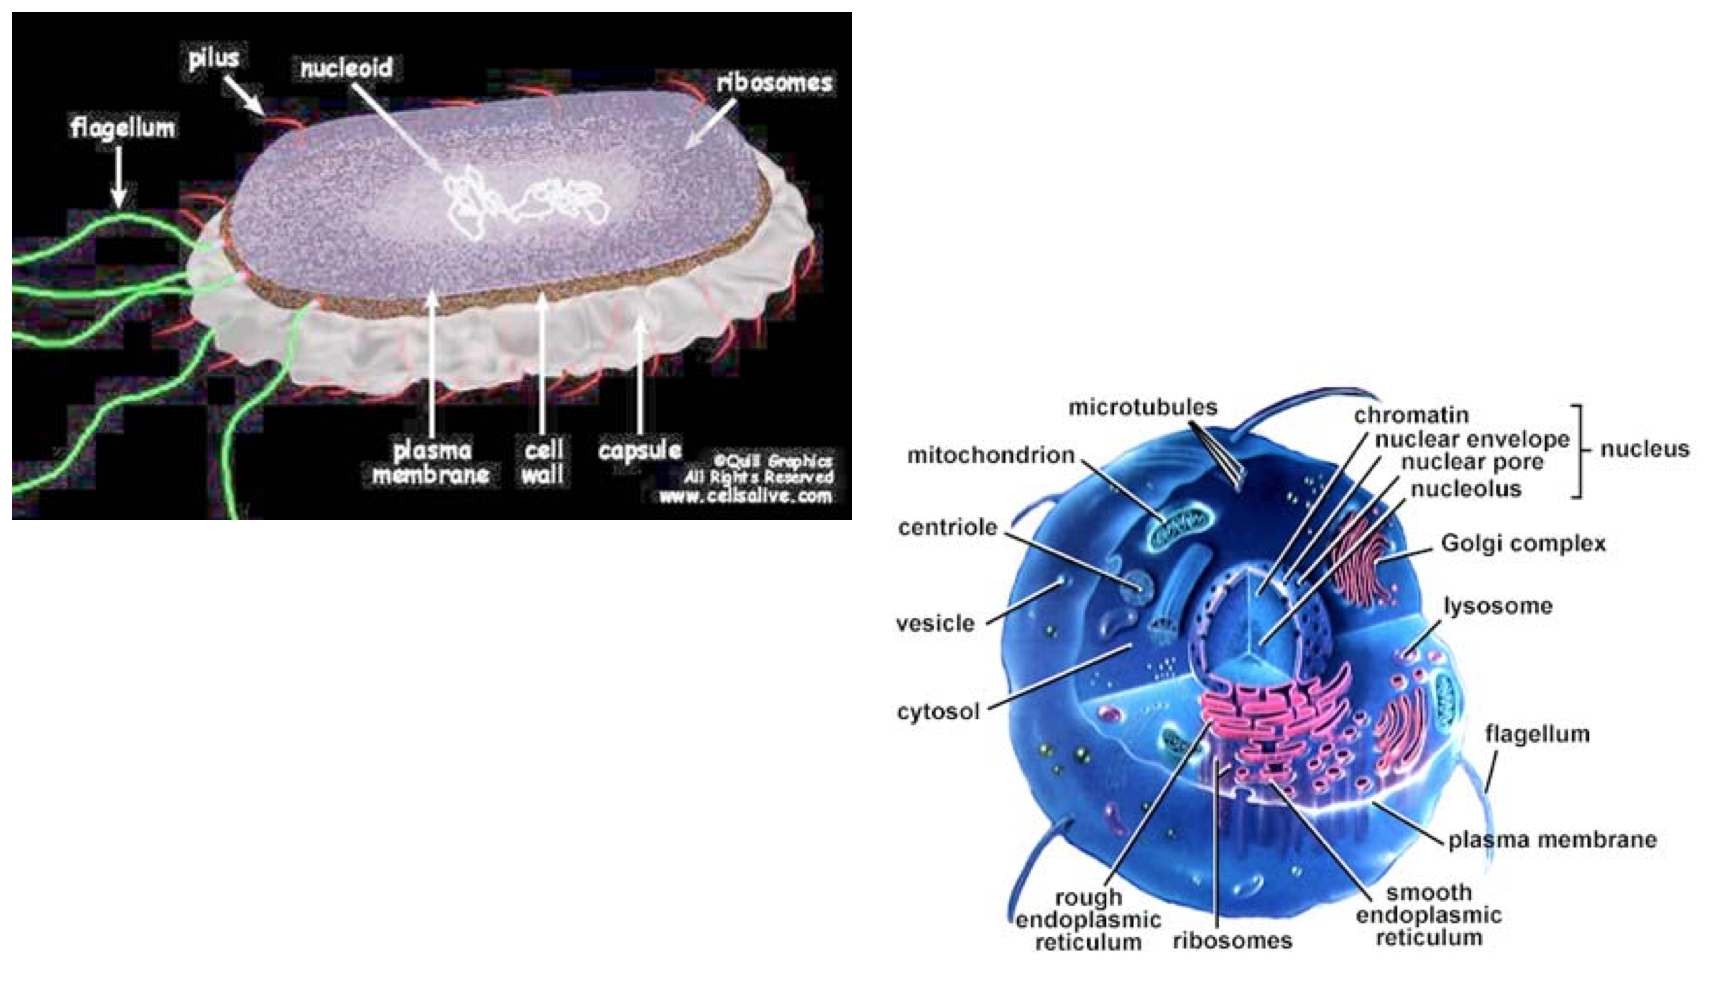 pilus
nucleoid
ribosomes
flagellum
plasma
membrane
cell
wall
capsule
©Quill Graphics
All Rights Reserved
www.cellsalive.com
microtubules
mitochondrion
centriole
vesicle
cytosol
chromatin
nuclear envelope
nuclear pore
nucleolus
nucleus
Golgi complex
lysosome
flagellum
plasma membrane
smooth
endoplasmic
reticulum
ribosomes
rough
endoplasmic
reticulum